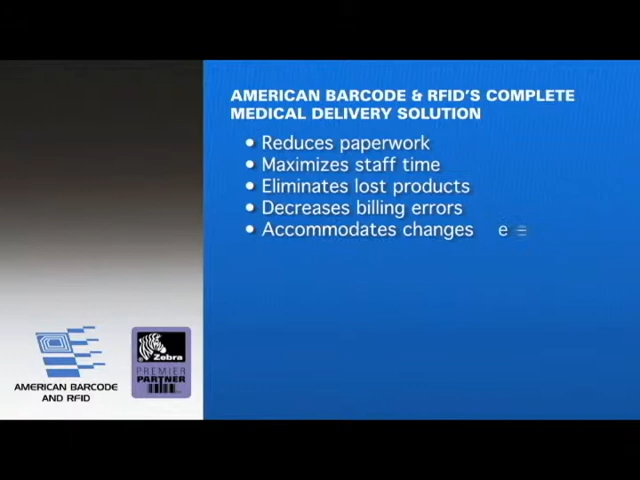 AMERICAN BARCODE & RFID'S COMPLETE
MEDICAL DELIVERY SOLUTION
• Reduces paperwork
• Maximizes staff time
• Eliminates lost products
• Decreases billing errors
• Accommodates changes e
Zebra
PREMIER
PARTNER
AMERICAN BARCODE
AND RFID